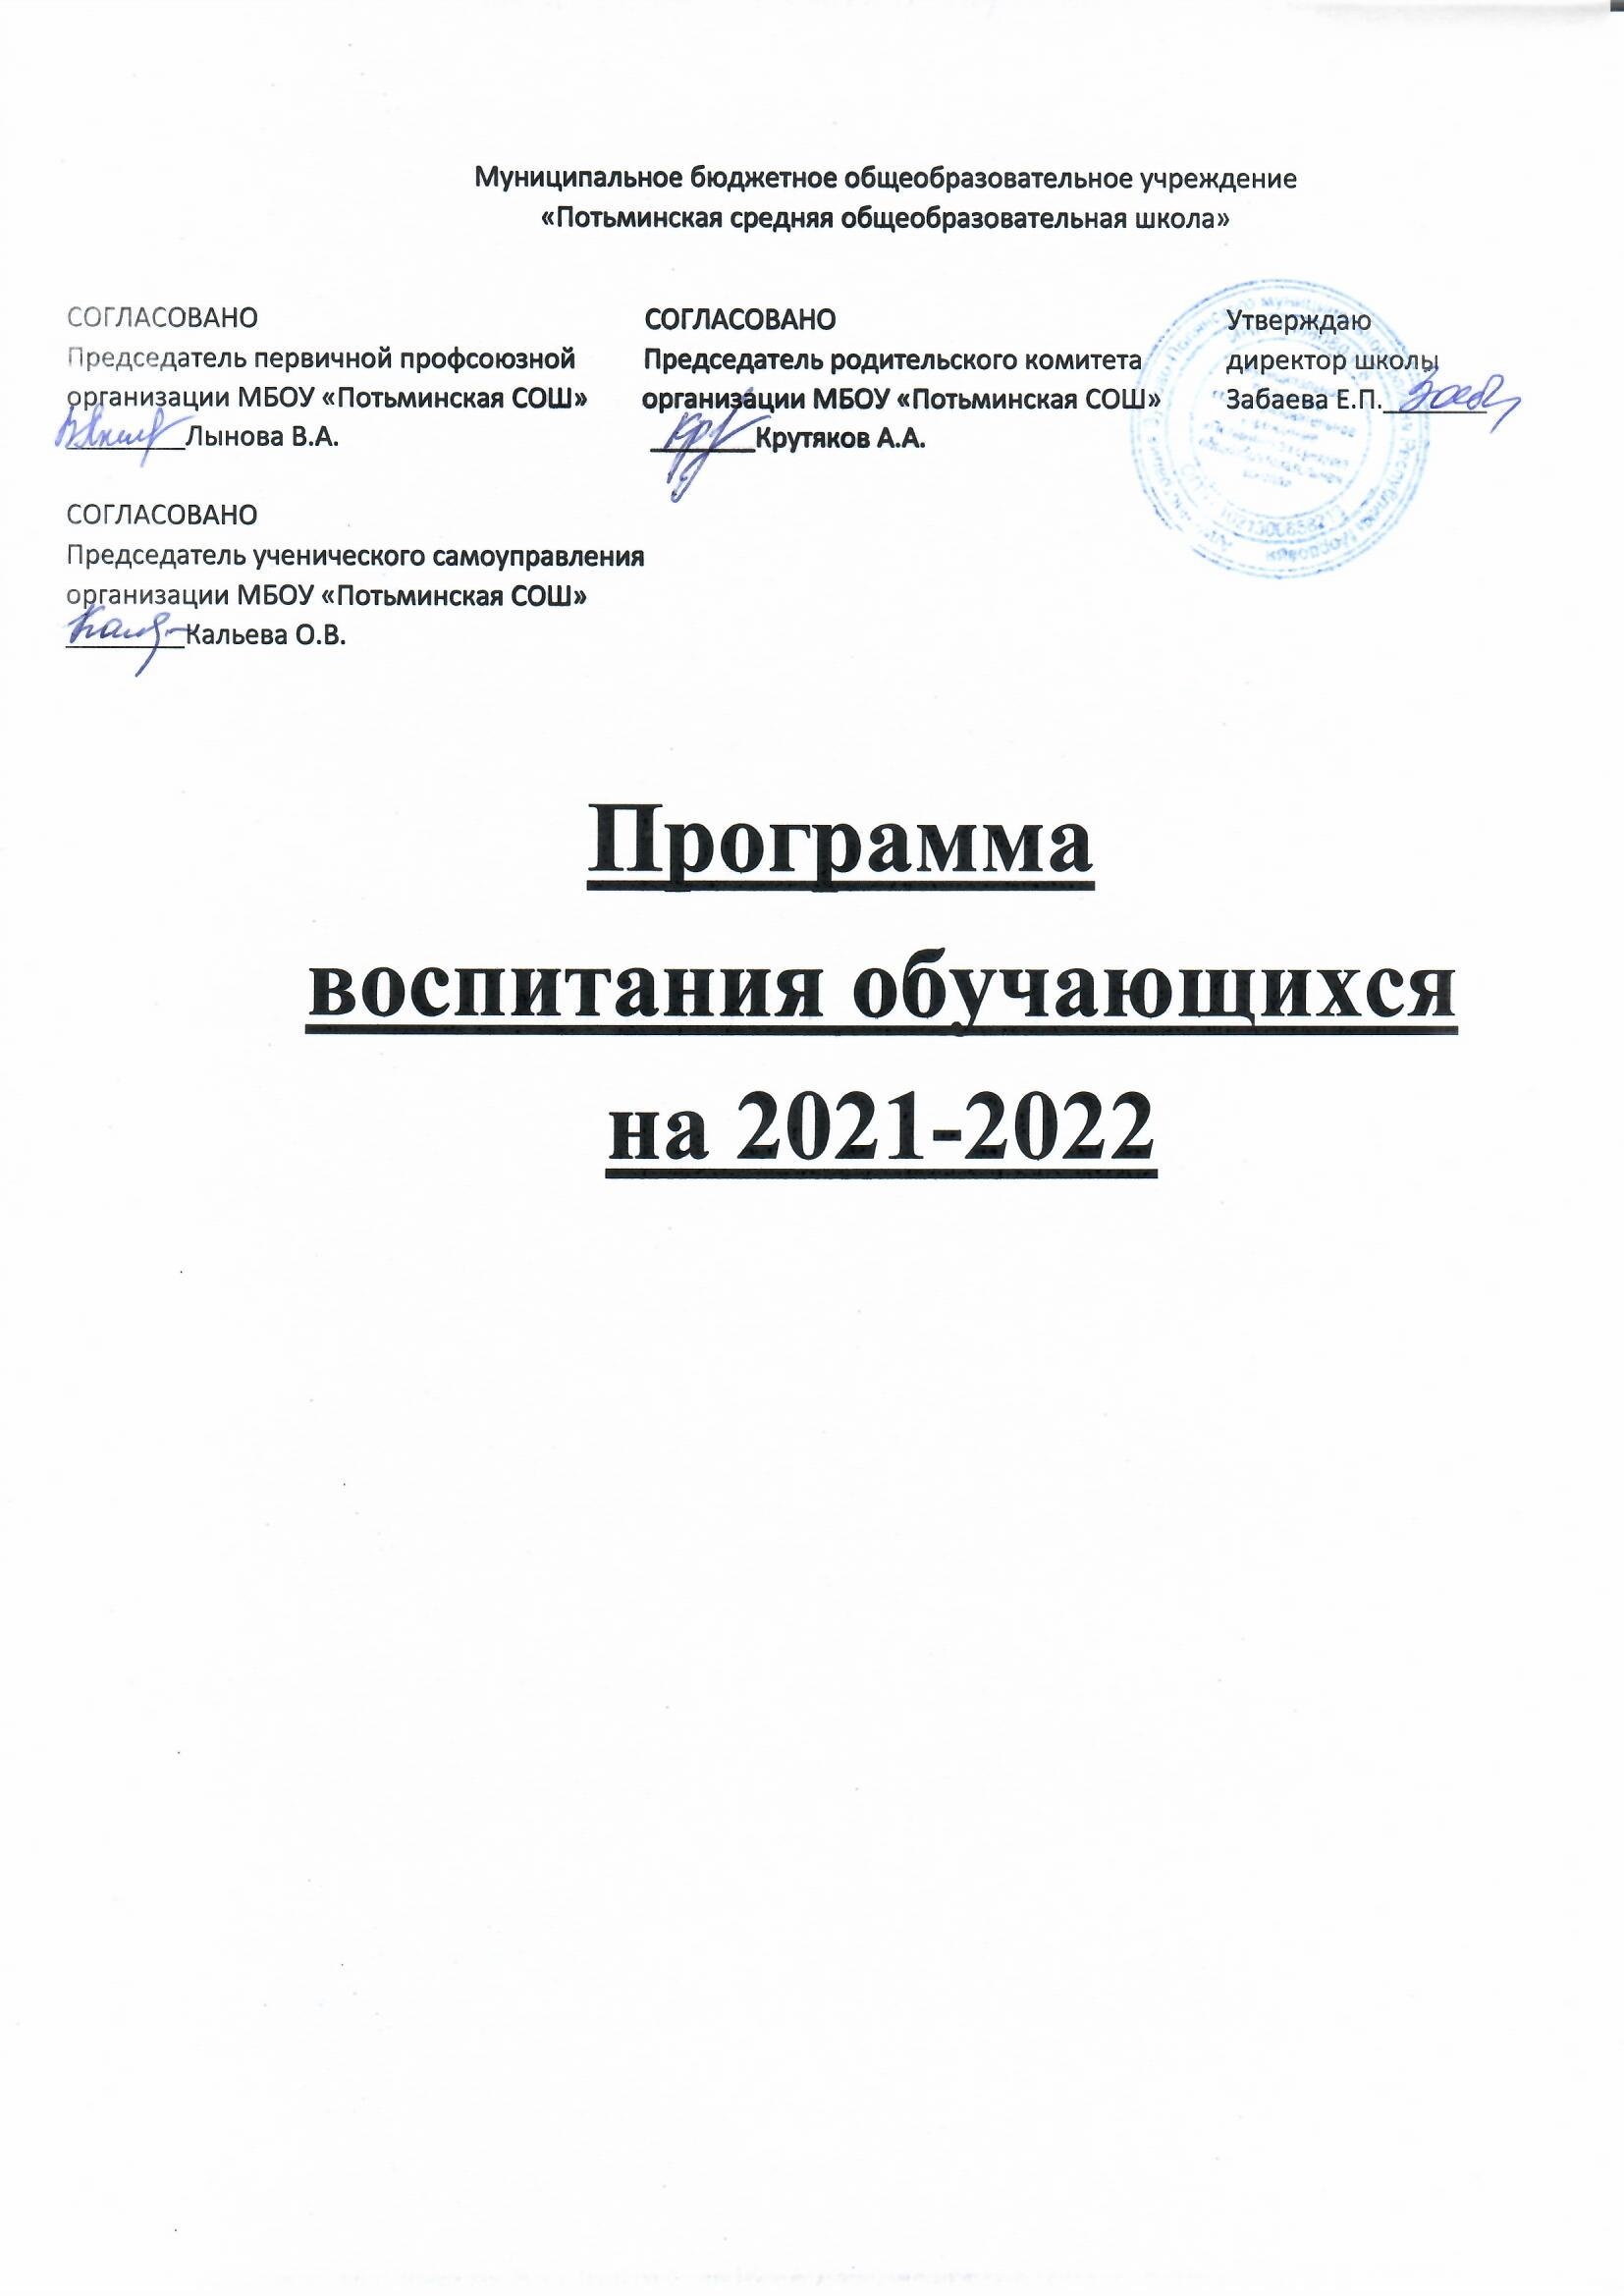 Муниципальное бюджетное общеобразовательное учреждение
«Потьминская средняя общеобразовательная школа»
СОГЛАСОВАНО
Председатель первичной профсоюзной
организации МБОУ «Потьминская СОШ»
Лынова В.А.
СОГЛАСОВАНО
Председатель родительского комитета
организации МБОУ «Потьминская СОШ»
Крутяков А.А.
Утверждаю
директор школы
Забаева Е.П.
СОГЛАСОВАНО
Председатель ученического самоуправления
организации МБОУ «Потьминская СОШ»
Кальева О.В.
Программа
воспитания обучающихся
на 2021-2022